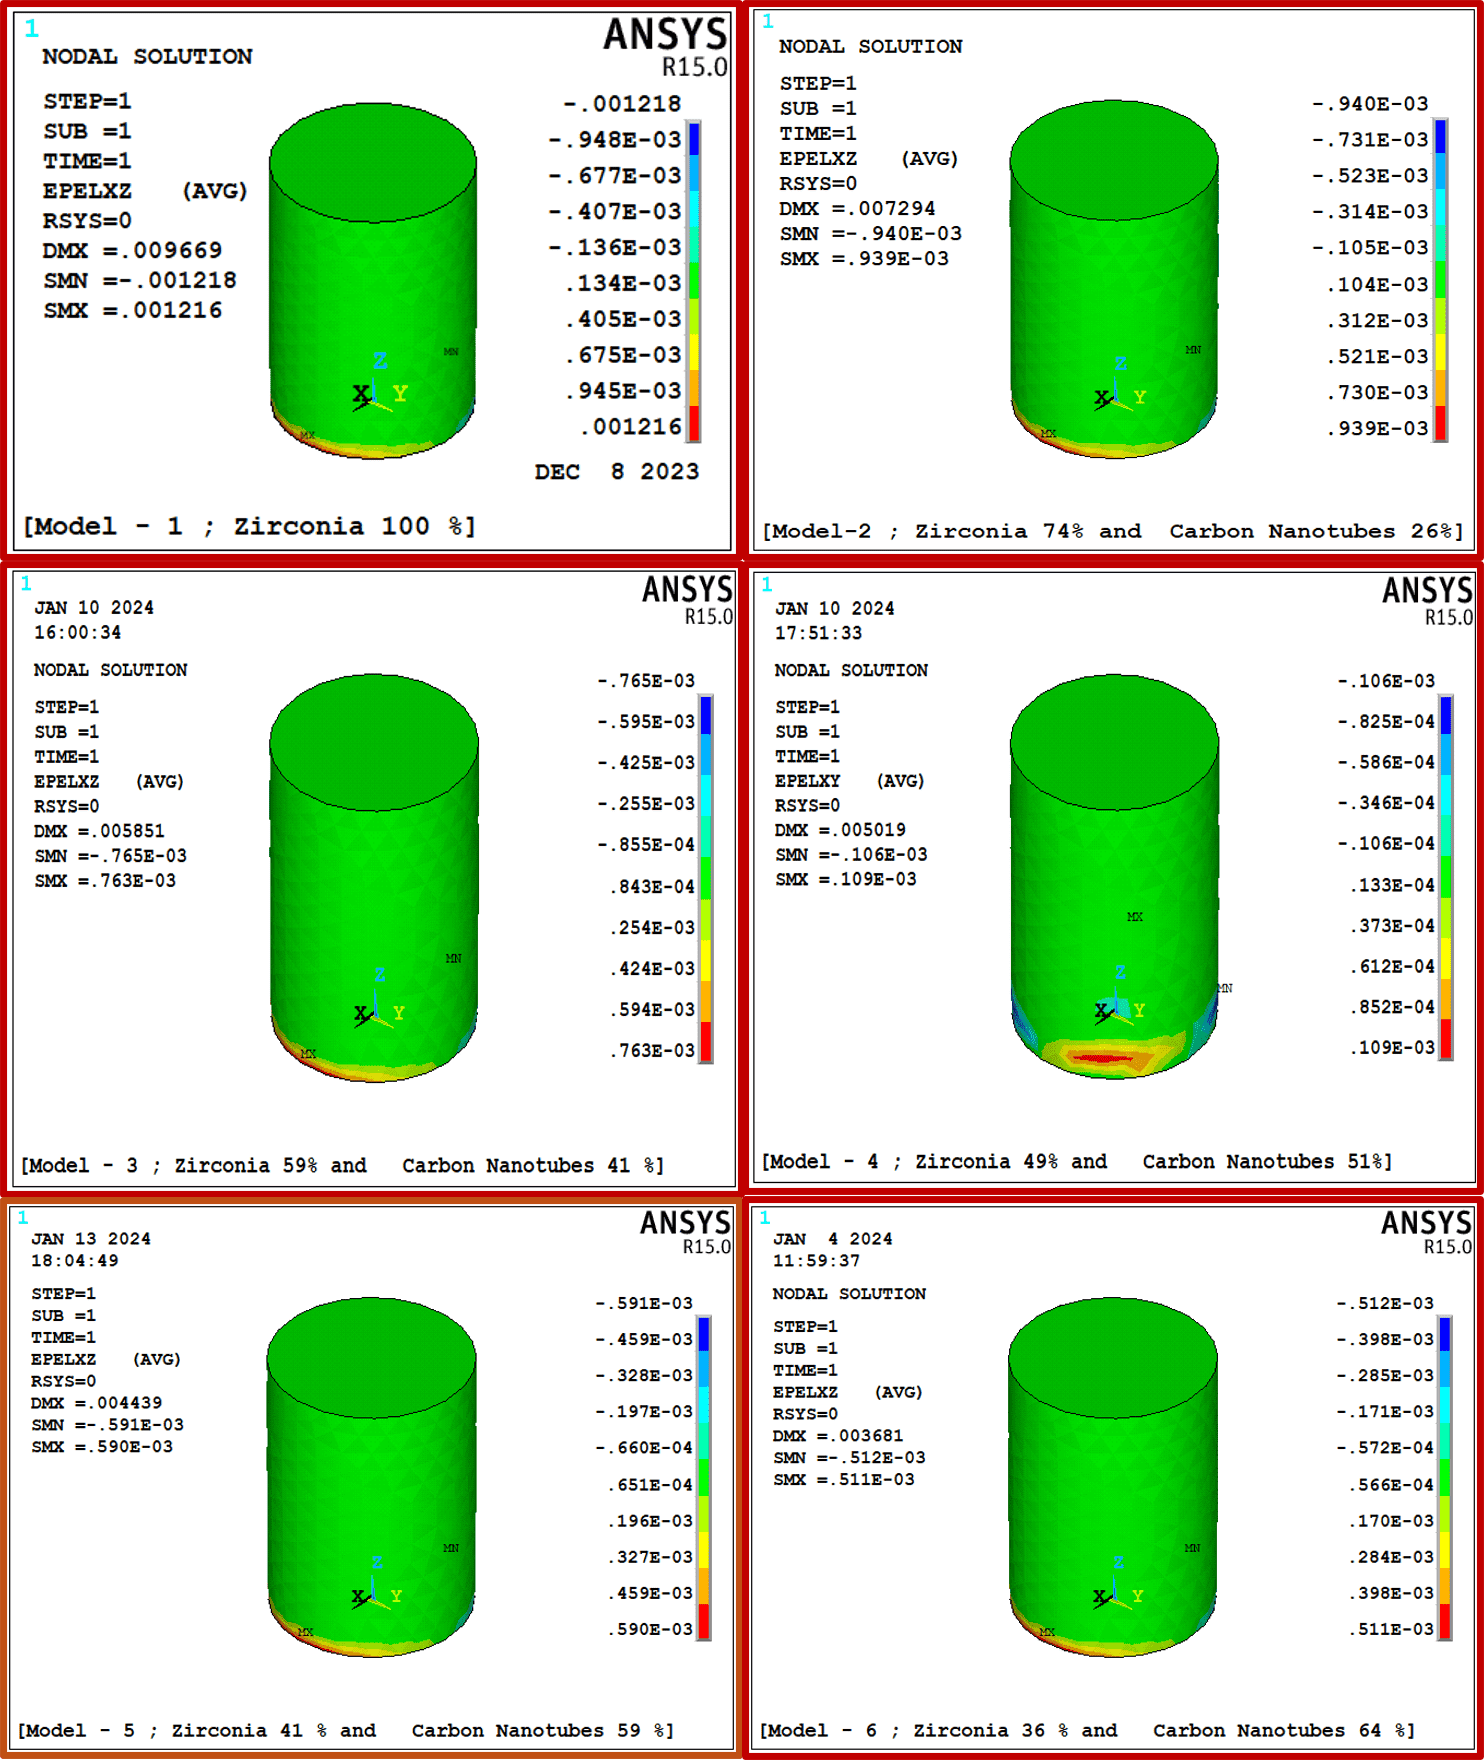 1
ANSYS
R15.0
NODAL SOLUTION
STEP=1
SUB =1
TIME=1
EPELXZ (AVG)
RSYS=0
DMX =.009669
SMN =-.001218
SMX =.001216
-.001218
-.948E-03
-.677E-03
-.407E-03
-.136E-03
.134E-03
.405E-03
.675E-03
.945E-03
.001216
MN
Z
X Y
MX
DEC 8 2023
[Model - 1 ; Zirconia 100 %]
1
NODAL SOLUTION
STEP=1
SUB =1
TIME=1
EPELXZ (AVG)
RSYS=0
DMX =.007294
SMN =-.940E-03
SMX =.939E-03
-.940E-03
-.731E-03
-.523E-03
-.314E-03
-.105E-03
.104E-03
.312E-03
.521E-03
.730E-03
.939E-03
MN
Z
X Y
MX
[Model-2 ; Zirconia 74% and Carbon Nanotubes 26%]
1
ANSYS
R15.0
JAN 10 2024
16:00:34
NODAL SOLUTION
STEP=1
SUB =1
TIME=1
EPELXZ (AVG)
RSYS=0
DMX =.005851
SMN =-.765E-03
SMX =.763E-03
-.765E-03
-.595E-03
-.425E-03
-.255E-03
-.855E-04
.843E-04
.254E-03
.424E-03
.594E-03
.763E-03
MN
Z
X Y
MX
[Model - 3 ; Zirconia 59% and Carbon Nanotubes 41 %]
1
ANSYS
R15.0
JAN 10 2024
17:51:33
NODAL SOLUTION
STEP=1
SUB =1
TIME=1
EPELXY (AVG)
RSYS=0
DMX =.005019
SMN =-.106E-03
SMX =.109E-03
-.106E-03
-.825E-04
-.586E-04
-.346E-04
-.106E-04
.133E-04
.373E-04
.612E-04
.852E-04
.109E-03
MX
Z
MN
X Y
[Model - 4 ; Zirconia 49% and Carbon Nanotubes 51%]
1
ANSYS
R15.0
JAN 13 2024
18:04:49
STEP=1
SUB =1
TIME=1
EPELXZ (AVG)
RSYS=0
DMX =.004439
SMN =-.591E-03
SMX =.590E-03
-.591E-03
-.459E-03
-.328E-03
-.197E-03
-.660E-04
.651E-04
.196E-03
.327E-03
.459E-03
.590E-03
MN
Z
X Y
MX
[Model - 5 ; Zirconia 41 % and Carbon Nanotubes 59 %]
1
ANSYS
R15.0
JAN 4 2024
11:59:37
NODAL SOLUTION
STEP=1
SUB =1
TIME=1
EPELXZ (AVG)
RSYS=0
DMX =.003681
SMN =-.512E-03
SMX =.511E-03
-.512E-03
-.398E-03
-.285E-03
-.171E-03
-.572E-04
.566E-04
.170E-03
.284E-03
.398E-03
.511E-03
MN
Z
X Y
MX
[Model - 6 ; Zirconia 36 % and Carbon Nanotubes 64 %]